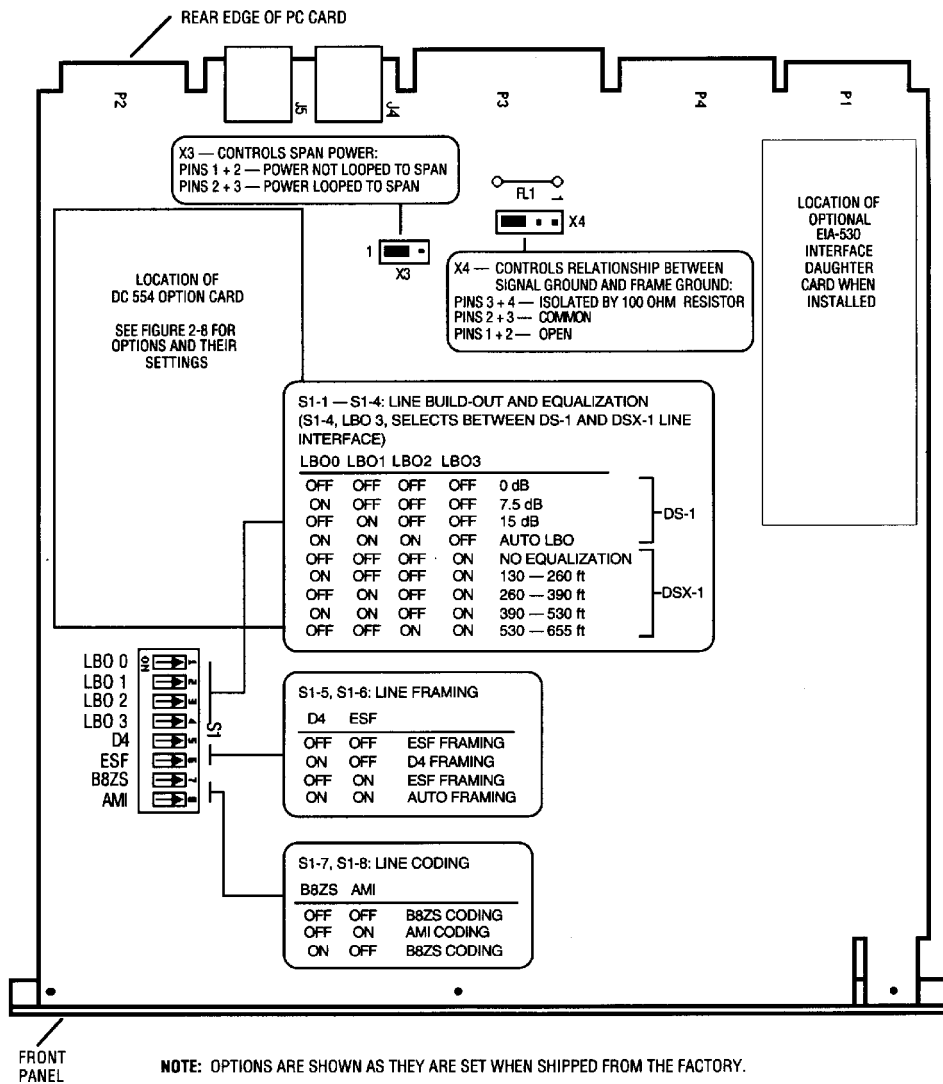 REAR EDGE OF PC CARD
P2
J5
J4
P3
P4
P1
X3 — CONTROLS SPAN POWER:
PINS 1 + 2 — POWER NOT LOOPED TO SPAN
PINS 2 + 3 — POWER LOOPED TO SPAN
FL1
1
X4
1
X3
X4 — CONTROLS RELATIONSHIP BETWEEN
SIGNAL GROUND AND FRAME GROUND:
PINS 3 + 4 — ISOLATED BY 100 OHM RESISTOR
PINS 2 + 3 — COMMON
PINS 1 + 2 — OPEN
LOCATION OF
OPTIONAL
EIA-530
INTERFACE
DAUGHTER
CARD WHEN
INSTALLED
LOCATION OF
DC 554 OPTION CARD
SEE FIGURE 2-8 FOR
OPTIONS AND THEIR
SETTINGS
S1-1 — S1-4: LINE BUILD-OUT AND EQUALIZATION
(S1-4, LBO 3, SELECTS BETWEEN DS-1 AND DSX-1 LINE
INTERFACE)
LBO0 LBO1 LBO2 LBO3
OFF OFF OFF OFF 0 dB
ON OFF OFF OFF 7.5 dB
OFF ON OFF OFF 15 dB
ON ON ON OFF AUTO LBO
DS-1
OFF OFF OFF ON NO EQUALIZATION
ON OFF OFF ON 130 — 260 ft
OFF ON OFF ON 260 — 390 ft
ON ON OFF ON 390 — 530 ft
OFF OFF ON ON 530 — 655 ft
DSX-1
LBO 0
LBO 1
LBO 2
LBO 3
D4
ESF
B8ZS
AMI
ON
1
2
3
4
5
6
7
8
S1
S1-5, S1-6: LINE FRAMING
D4 ESF
OFF OFF ESF FRAMING
ON OFF D4 FRAMING
OFF ON ESF FRAMING
ON ON AUTO FRAMING
S1-7, S1-8: LINE CODING
B8ZS AMI
OFF OFF B8ZS CODING
OFF ON AMI CODING
ON OFF B8ZS CODING
FRONT
PANEL
NOTE: OPTIONS ARE SHOWN AS THEY ARE SET WHEN SHIPPED FROM THE FACTORY.